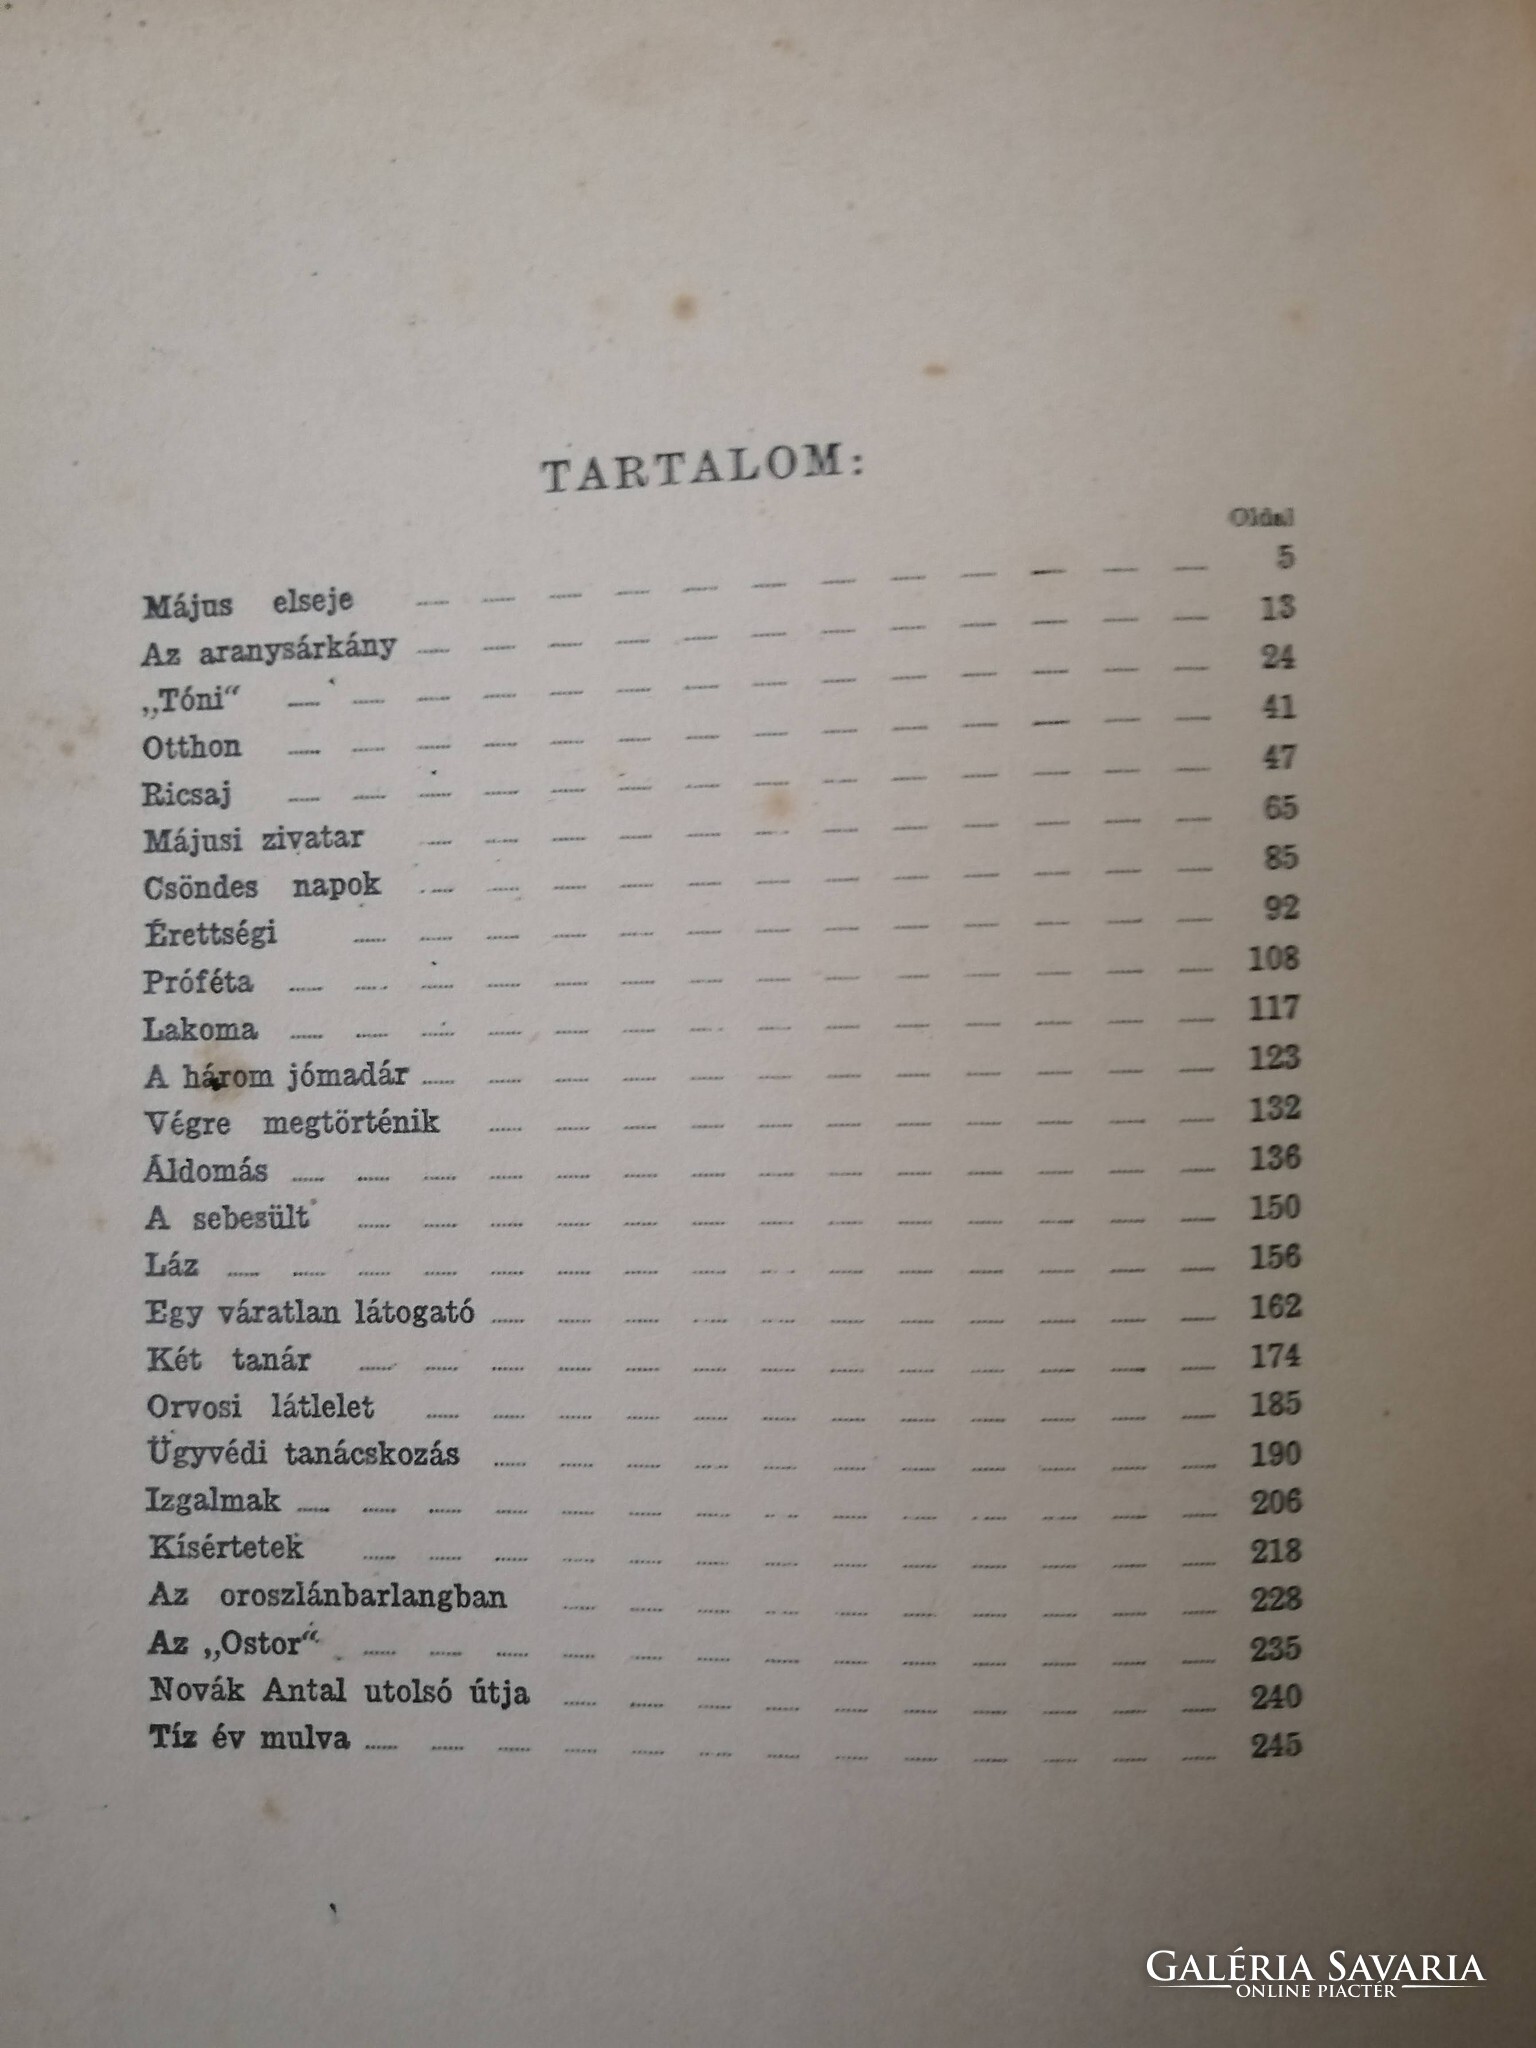 TARTALOM:
Oldal
Május elseje 5
Az aranysárkány 13
„Tóni“ 24
Otthon 41
Ricsaj 47
Májusi zivatar 65
Csöndes napok 85
Érettségi 92
Próféta 108
Lakoma 117
A három jómadár 123
Végre megtörténik 132
Áldomás 136
A sebesült 150
Láz 156
Egy váratlan látogató 162
Két tanár 174
Orvosi látlelet 185
Ügyvédi tanácskozás 190
Izgalmak 206
Kísértetek 218
Az oroszlánbarlangban 228
Az „Ostor“ 235
Novák Antal utolsó útja 240
Tíz év mulva 245
GALÉRIA SAVARIA
ONLINE PIACTÉR